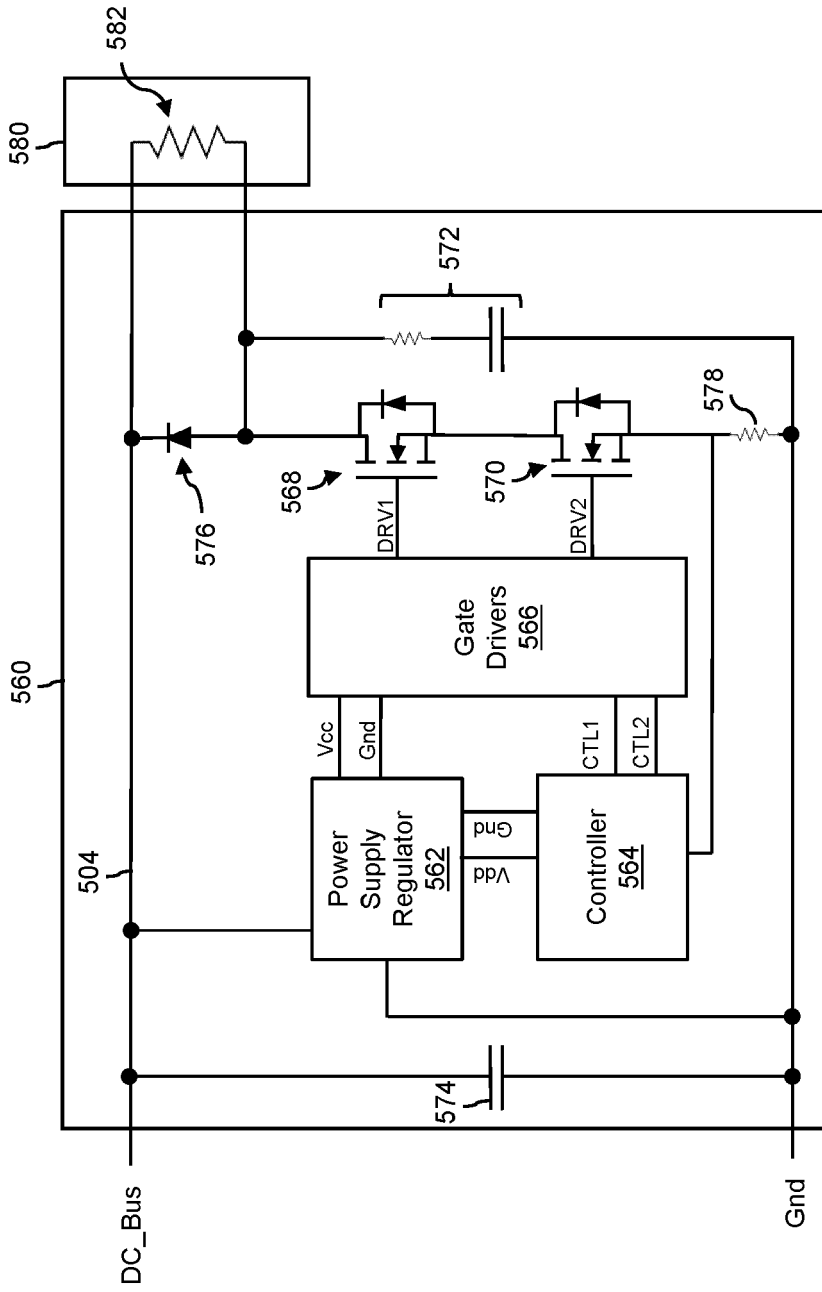 580
582
560
504
576
568
572
DRV1
Gate
Drivers
566
570
DRV2
578
Vcc
Gnd
Power
Supply
Regulator
562
Vdd
Gnd
CTL1
CTL2
Controller
564
574
DC_Bus
Gnd